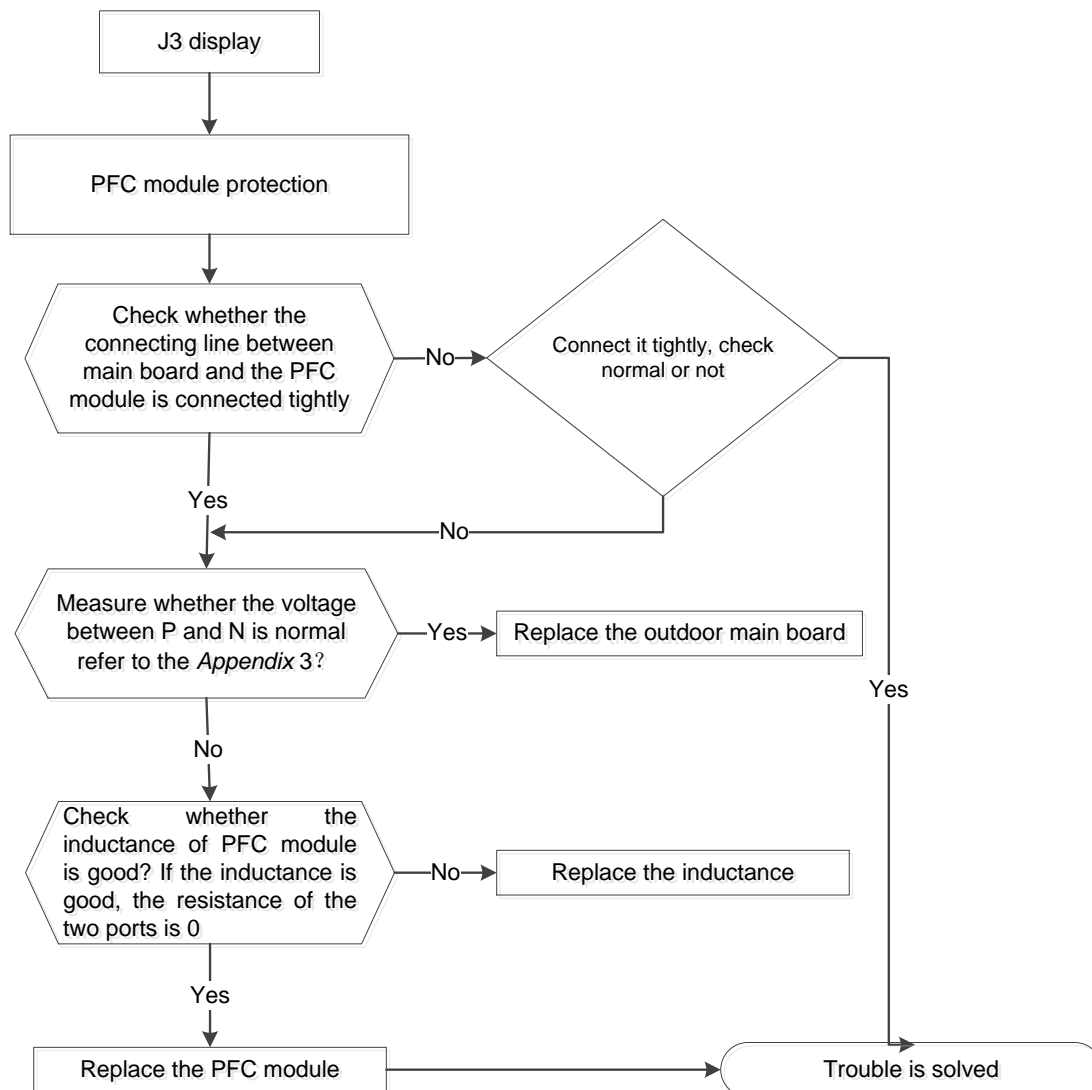 J3 display
PFC module protection
Check whether the
connecting line between
main board and the PFC
module is connected tightly
No
Connect it tightly, check
normal or not
Yes
No
Measure whether the voltage
between P and N is normal
refer to the Appendix 3？
Yes
Replace the outdoor main board
Yes
No
Check whether the
inductance of PFC module
is good? If the inductance is
good, the resistance of the
two ports is 0
No
Replace the inductance
Yes
Replace the PFC module
Trouble is solved